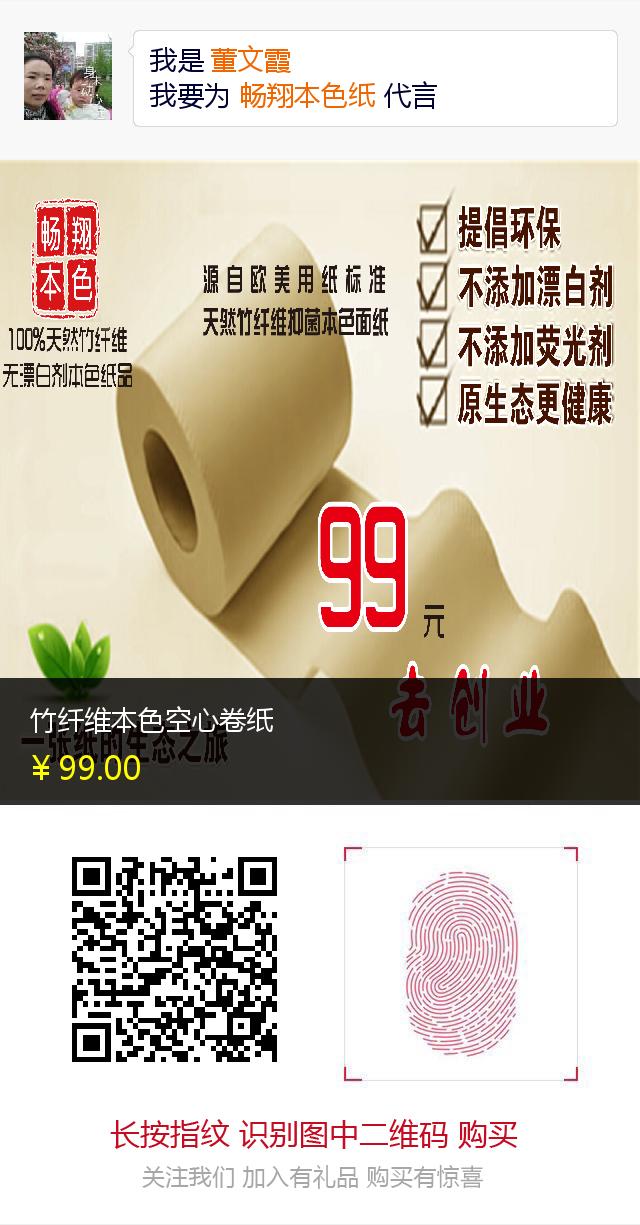 我是 董文霞
我要为 畅翔本色纸 代言
畅翔
本色
100%天然竹纤维
无漂白剂本色纸品
源自欧美用纸标准
天然竹纤维抑菌本色面纸
提倡环保
不添加漂白剂
不添加荧光剂
原生态更健康
99元
去创业
竹纤维本色空心卷纸
一张纸的生态之旅
￥99.00
长按指纹 识别图中二维码 购买
关注我们 加入有礼品 购买有惊喜